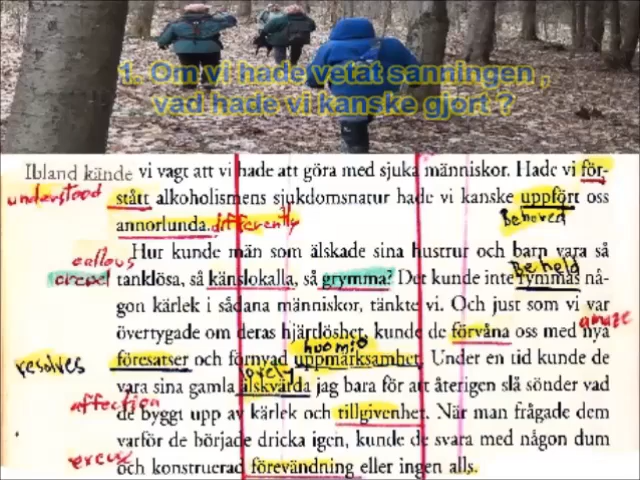 1. Om vi hade vetat sanningen ,
vad hade vi kanske gjort ?
Ibland kände vi vagt att vi hade att göra med sjuka människor. Hade vi för-
understood stått alkoholismens sjukdomsnatur hade vi kanske uppfört oss
Behaved
annorlunda. differently
Hur kunde män som älskade sina hustrur och barn vara så
callous
Beheld
cruel tanklösa, så känslokalla, så grymma? Det kunde inte rymmas nå-
gon kärlek i sådana människor, tänkte vi. Och just som vi var
amaze
övertygade om deras hjärtlöshet, kunde de förvåna oss med nya
resolves föresatser och förnyad uppmärksamhet. Under en tid kunde de
lovely
vara sina gamla älskvärda jag bara för att återigen slå sönder vad
affection
de byggt upp av kärlek och tillgivenhet. När man frågade dem
varför de började dricka igen, kunde de svara med någon dum
excuse
och konstruerad förevändning eller ingen alls.